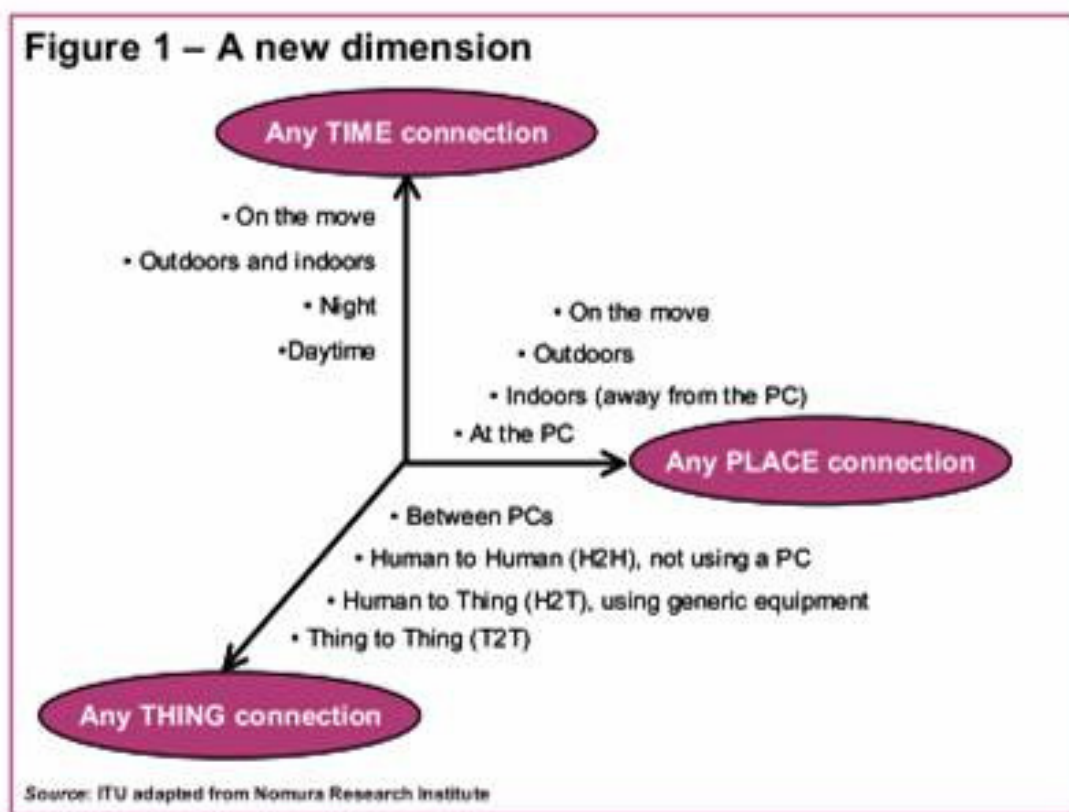 Figure 1 – A new dimension
Any TIME connection
• On the move
• Outdoors and indoors
• Night
•Daytime
• On the move
• Outdoors
• Indoors (away from the PC)
• At the PC
Any PLACE connection
• Between PCs
• Human to Human (H2H), not using a PC
• Human to Thing (H2T), using generic equipment
• Thing to Thing (T2T)
Any THING connection
Source: ITU adapted from Nomura Research Institute